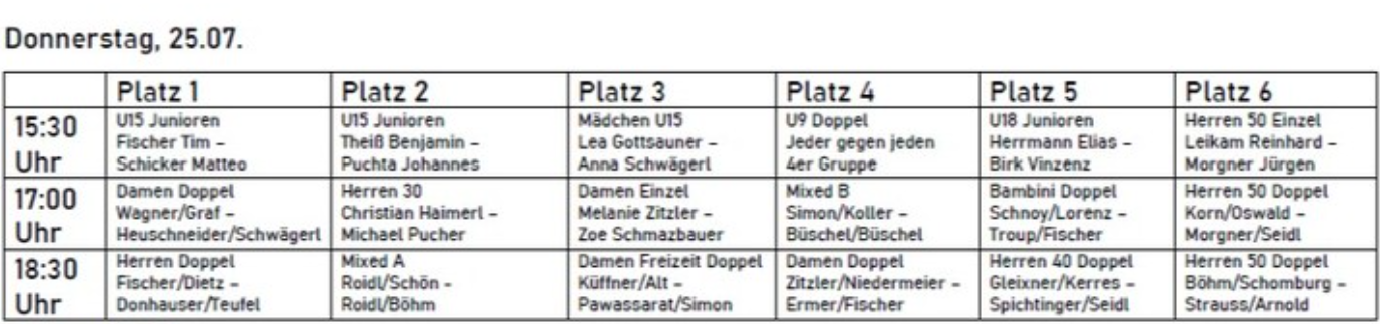 Donnerstag, 25.07.
Platz 1 Platz 2 Platz 3 Platz 4 Platz 5 Platz 6
15:30 Uhr
U15 Junioren
Fischer Tim –
Schicker Matteo
U15 Junioren
Theiß Benjamin –
Puchta Johannes
Mädchen U15
Lea Gottsauner –
Anna Schwägerl
U9 Doppel
Jeder gegen jeden
4er Gruppe
U18 Junioren
Herrmann Elias –
Birk Vinzenz
Herren 50 Einzel
Leikam Reinhard –
Morgner Jürgen
17:00 Uhr
Damen Doppel
Wagner/Graf –
Heuschneider/Schwägerl
Herren 30
Christian Haimerl –
Michael Pucher
Damen Einzel
Melanie Zitzler –
Zoe Schmazbauer
Mixed B
Simon/Koller –
Büschel/Büschel
Bambini Doppel
Schnoy/Lorenz –
Troup/Fischer
Herren 50 Doppel
Korn/Oswald –
Morgner/Seidl
18:30 Uhr
Herren Doppel
Fischer/Dietz –
Donhauser/Teufel
Mixed A
Roidl/Schön -
Roidl/Böhm
Damen Freizeit Doppel
Küffner/Alt –
Pawassarat/Simon
Damen Doppel
Zitzler/Niedermeier –
Ermer/Fischer
Herren 40 Doppel
Gleixner/Kerres –
Spichtinger/Seidl
Herren 50 Doppel
Böhm/Schomburg –
Strauss/Arnold